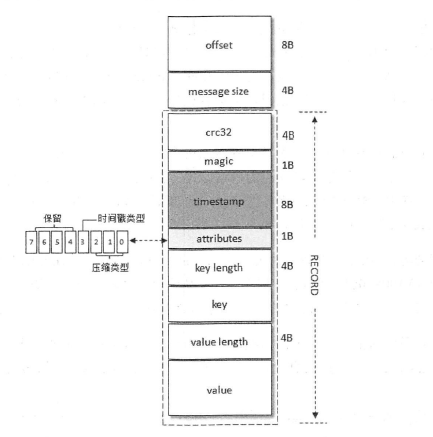 offset 8B
message size 4B
crc32 4B
magic 1B
timestamp 8B
保留 时间戳类型
7 6 5 4 3 2 1 0
attributes 1B
压缩类型
key length 4B
RECORD
key
value length 4B
value